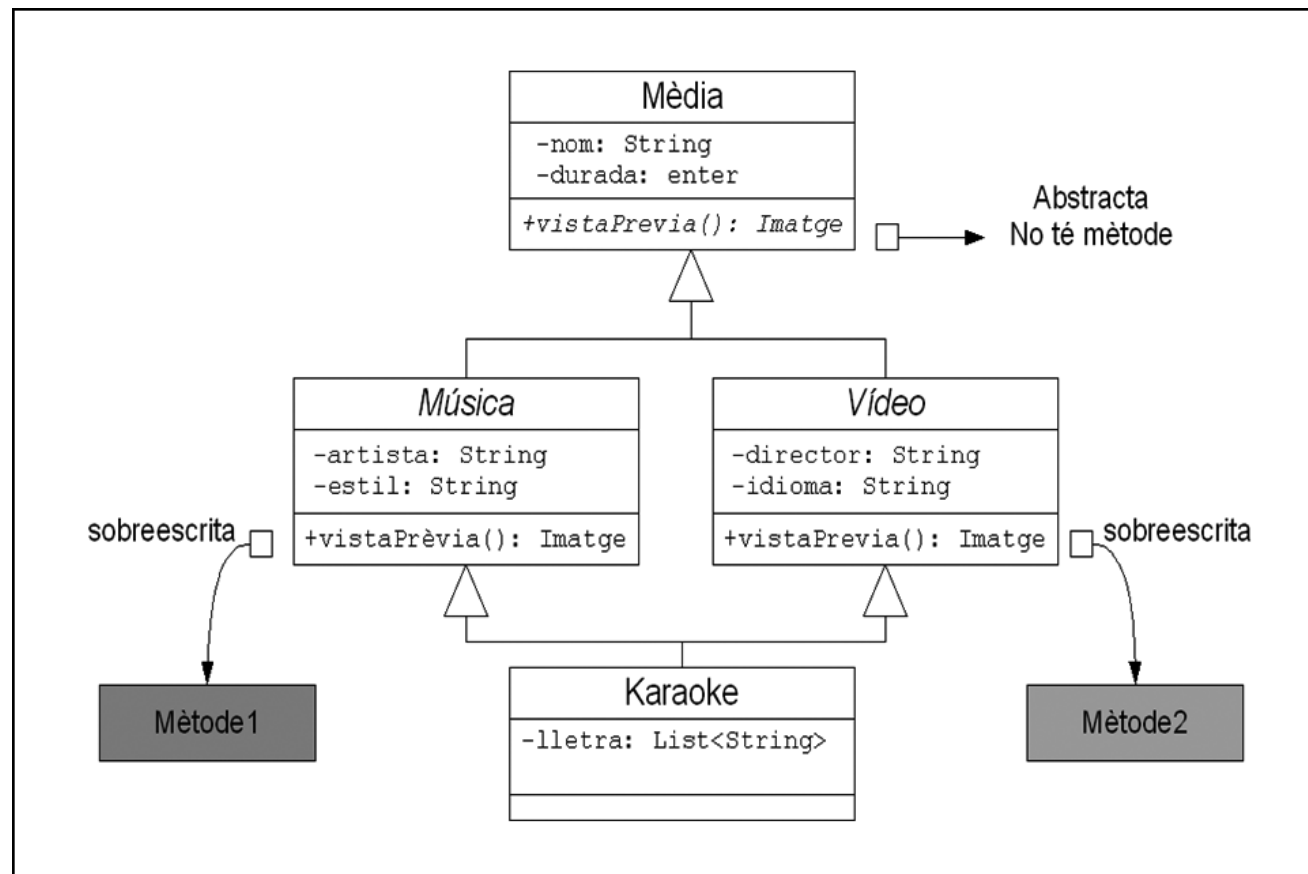 Mèdia
-nom: String
-durada: enter
+vistaPrevia(): Imatge
Abstracta
No té mètode
Música
-artista: String
-estil: String
+vistaPrèvia(): Imatge
sobreescrita
Vídeo
-director: String
-idioma: String
+vistaPrevia(): Imatge
sobreescrita
Mètode1
Karaoke
-lletra: List<String>
Mètode2